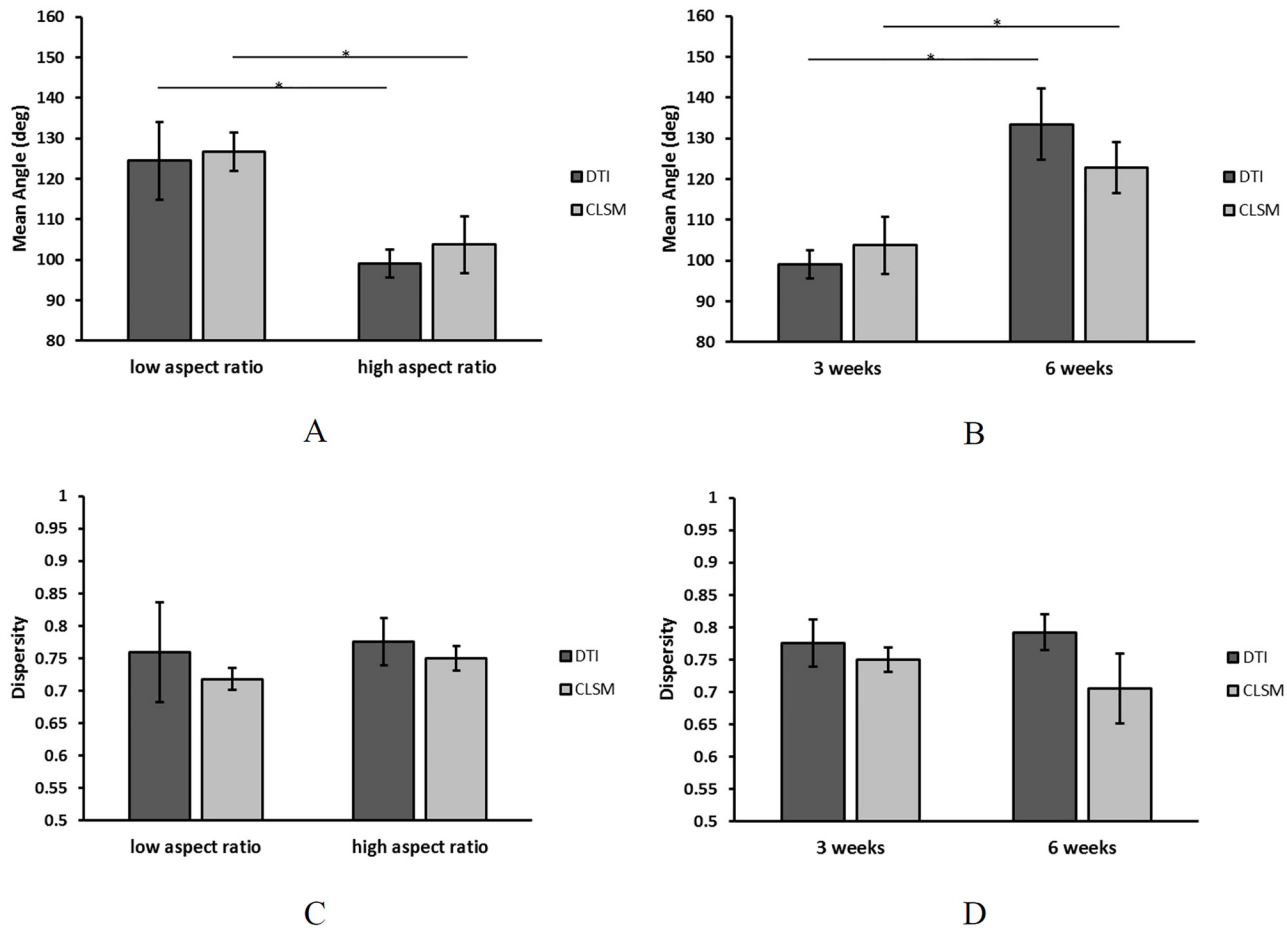 160
150
140
130
120
110
100
90
80
Mean Angle (deg)
*
*
low aspect ratio
high aspect ratio
DTI
CLSM
A
160
150
140
130
120
110
100
90
80
Mean Angle (deg)
*
*
3 weeks
6 weeks
DTI
CLSM
B
1
0.95
0.9
0.85
0.8
0.75
0.7
0.65
0.6
0.55
0.5
Dispersity
low aspect ratio
high aspect ratio
DTI
CLSM
C
1
0.95
0.9
0.85
0.8
0.75
0.7
0.65
0.6
0.55
0.5
Dispersity
3 weeks
6 weeks
DTI
CLSM
D